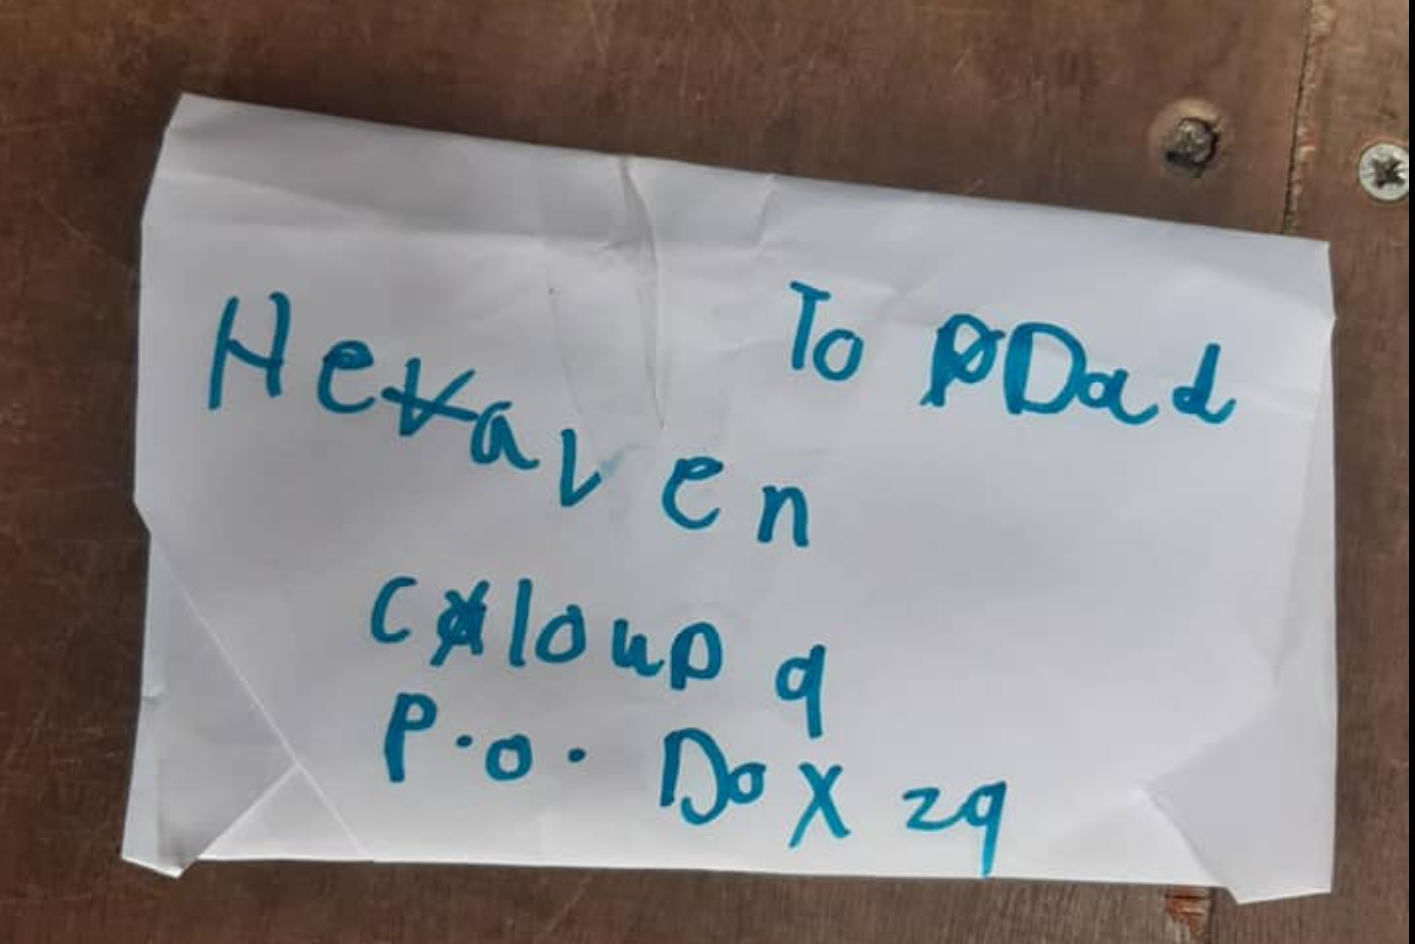 To Dad
Heaven
Cloup 9
P.o. Dox 29